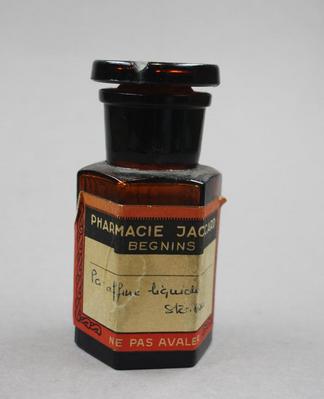 PHARMACIE JACCARD
BEGNINS
Paraffine liquide
NE PAS AVALER